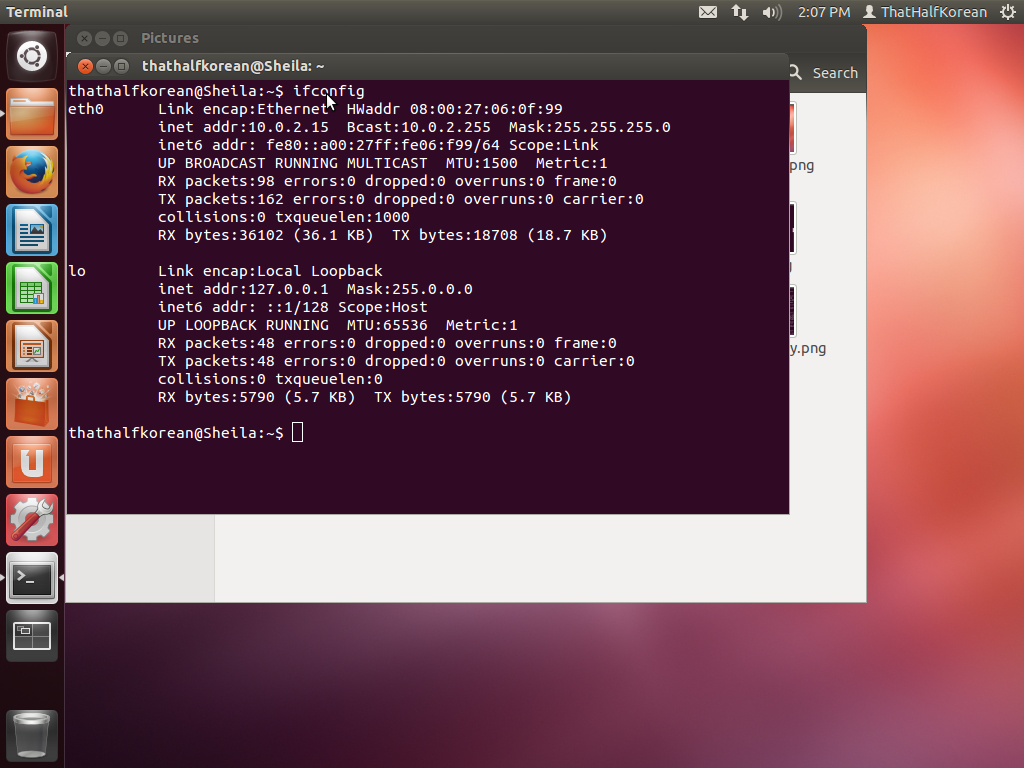 Terminal
2:07 PM ThatHalfKorean
Pictures
thathalfkorean@Sheila: ~
Search
thathalfkorean@Sheila:~$ ifconfig
eth0      Link encap:Ethernet  HWaddr 08:00:27:06:0f:99
          inet addr:10.0.2.15  Bcast:10.0.2.255  Mask:255.255.255.0
          inet6 addr: fe80::a00:27ff:fe06:f99/64 Scope:Link
          UP BROADCAST RUNNING MULTICAST  MTU:1500  Metric:1
          RX packets:98 errors:0 dropped:0 overruns:0 frame:0
          TX packets:162 errors:0 dropped:0 overruns:0 carrier:0
          collisions:0 txqueuelen:1000
          RX bytes:36102 (36.1 KB)  TX bytes:18708 (18.7 KB)
lo        Link encap:Local Loopback
          inet addr:127.0.0.1  Mask:255.0.0.0
          inet6 addr: ::1/128 Scope:Host
          UP LOOPBACK RUNNING  MTU:65536  Metric:1
          RX packets:48 errors:0 dropped:0 overruns:0 frame:0
          TX packets:48 errors:0 dropped:0 overruns:0 carrier:0
          collisions:0 txqueuelen:0
          RX bytes:5790 (5.7 KB)  TX bytes:5790 (5.7 KB)
thathalfkorean@Sheila:~$
png
y.png